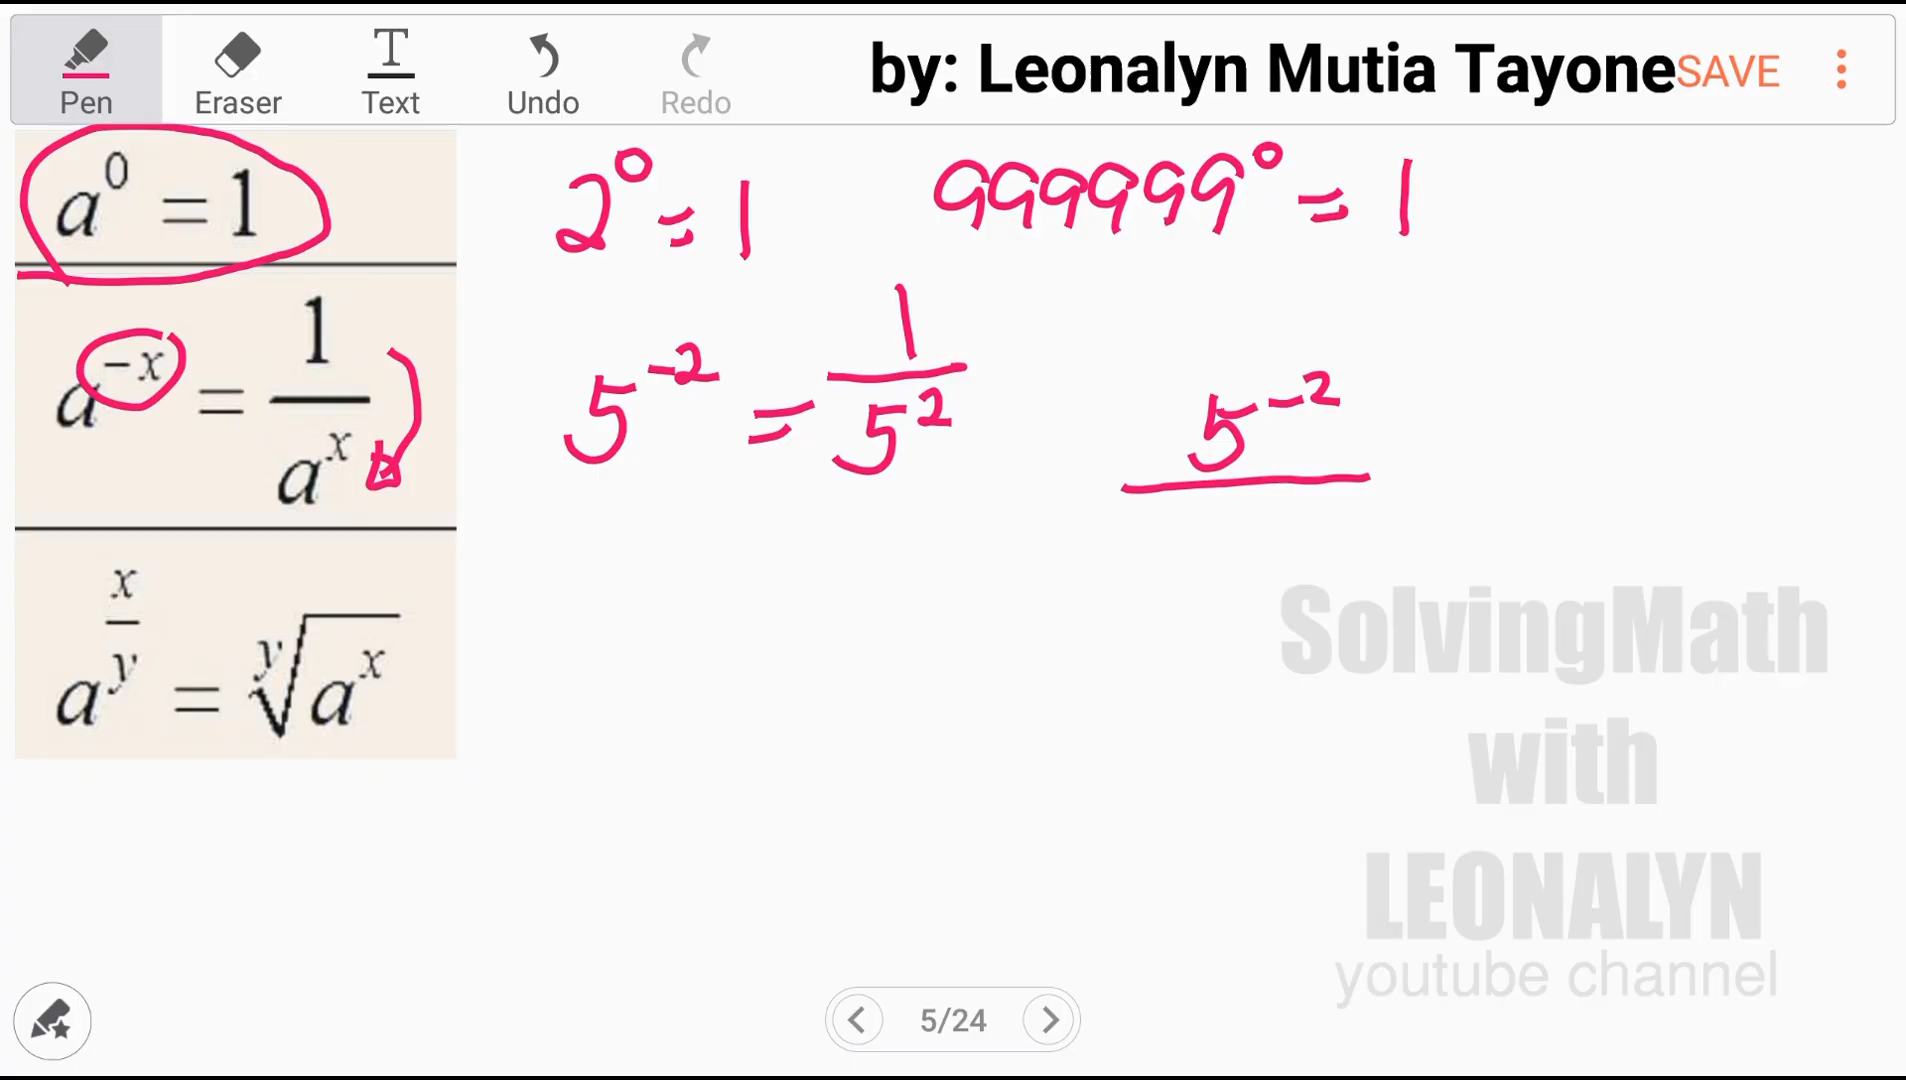 Pen Eraser Text Undo Redo by: Leonalyn Mutia Tayone SAVE
a^0 = 1
2^0 = 1 999999^0 = 1
a^-x = 1/a^x
5^-2 = 1/5^2 5^-2
a^x/y = y√a^x
SolvingMath
with
LEONALYN
youtube channel
5/24